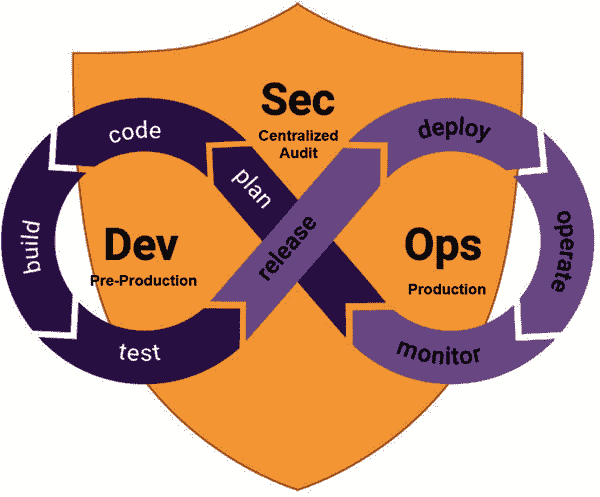 Sec
Centralized
Audit
code
deploy
plan
build
Dev
Pre-Production
release
Ops
Production
operate
test
monitor